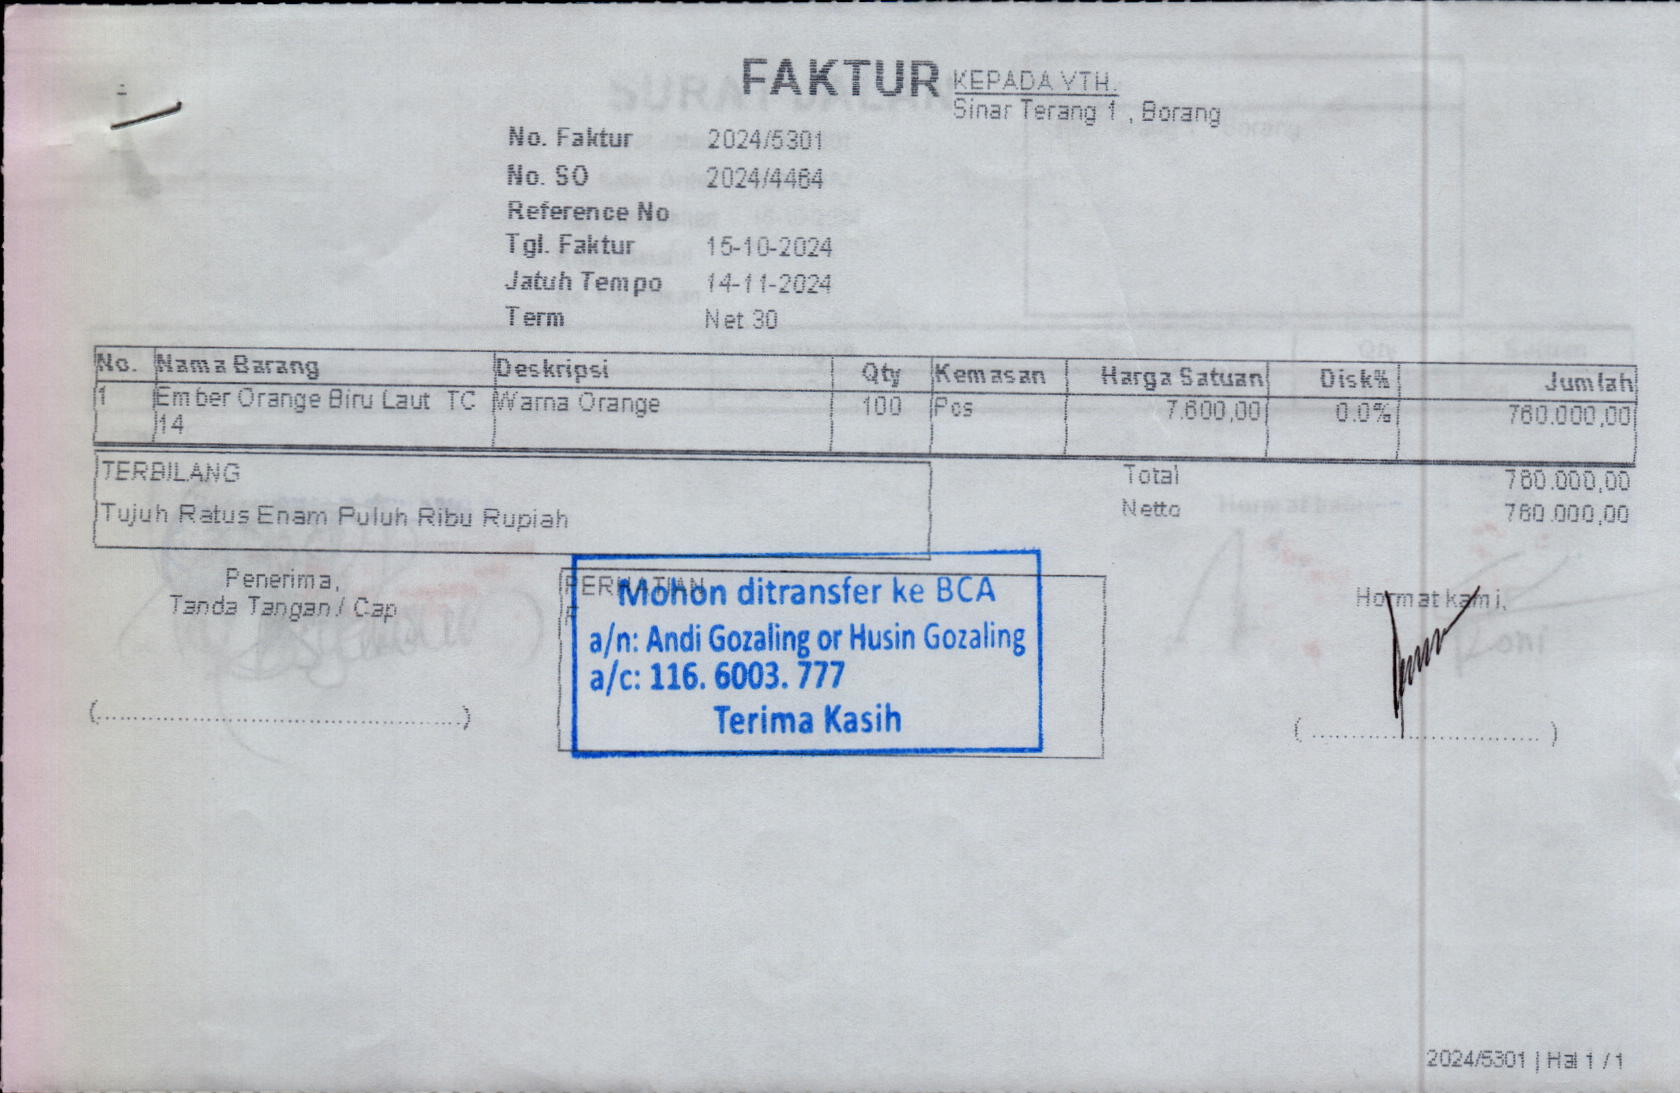 FAKTUR
KEPADA YTH.
Sinar Terang 1 , Borang
No. Faktur 2024/5301
No. SO 2024/4464
Reference No
Tgl. Faktur 15-10-2024
Jatuh Tempo 14-11-2024
Term Net 30
No. Nama Barang Deskripsi Qty Kemasan Harga Satuan Disk% Jumlah
1 Ember Orange Biru Laut TC Warna Orange 100 Pcs 7.600,00 0.0% 760.000,00
14
TERBILANG Total 760.000,00
Tujuh Ratus Enam Puluh Ribu Rupiah Netto 760.000,00
Penerima,
Tanda Tangan / Cap
PERHATIAN
Mohon ditransfer ke BCA
a/n: Andi Gozaling or Husin Gozaling
a/c: 116. 6003. 777
Terima Kasih
Hormat kami,
(................................................)
( ............................... )
2024/5301 | Hal 1 / 1